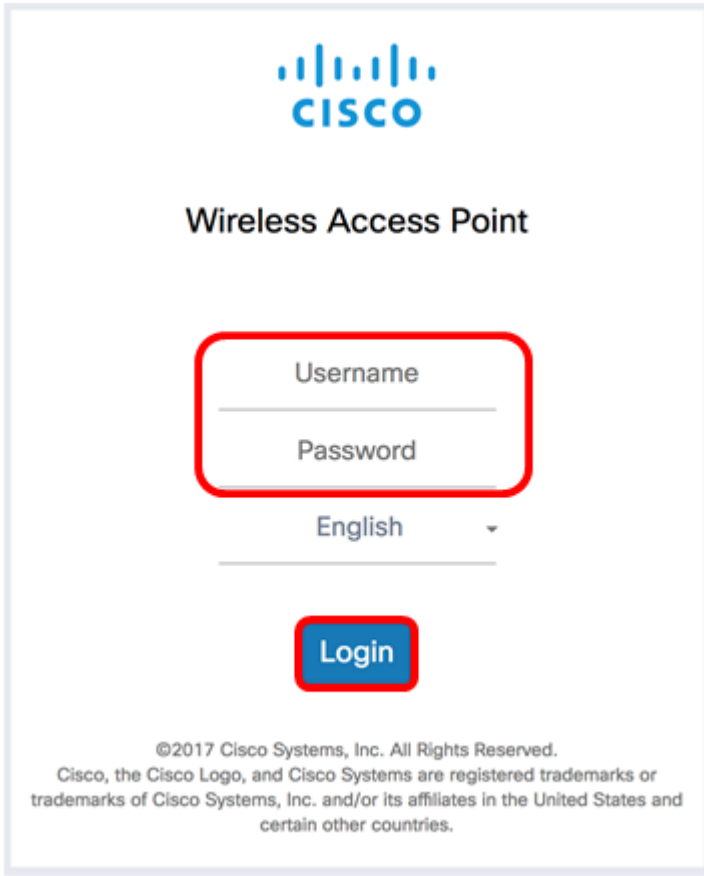 CISCO
Wireless Access Point
Username
Password
English
Login
©2017 Cisco Systems, Inc. All Rights Reserved.
Cisco, the Cisco Logo, and Cisco Systems are registered trademarks or
trademarks of Cisco Systems, Inc. and/or its affiliates in the United States and
certain other countries.